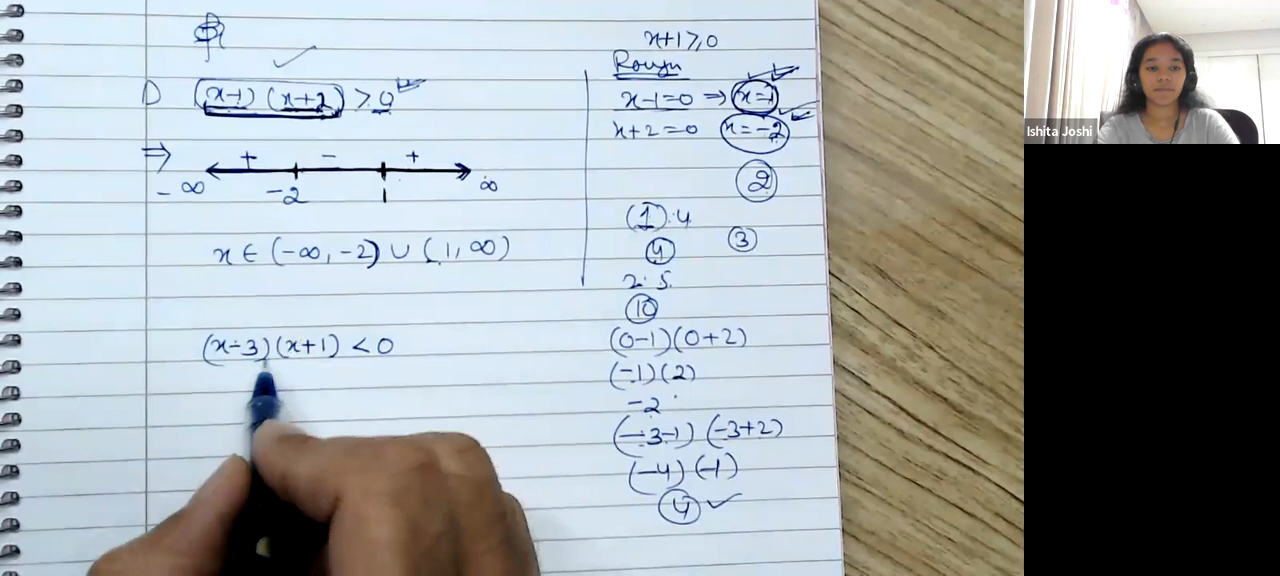 1) (x-1) (x+2) > 0
⇒
+ - +
- ∞ -2 1 ∞
x ∈ (-∞, -2) ∪ (1, ∞)
(x-3)(x+1) < 0
x+1 ≥ 0
Rough
x-1=0 ⇒ x=1
x+2=0 x=-2
2
(1)·4
4 3
2·5
10
(0-1)(0+2)
(-1)(2)
-2
(-3-1) (-3+2)
(-4) (-1)
4
Ishita Joshi